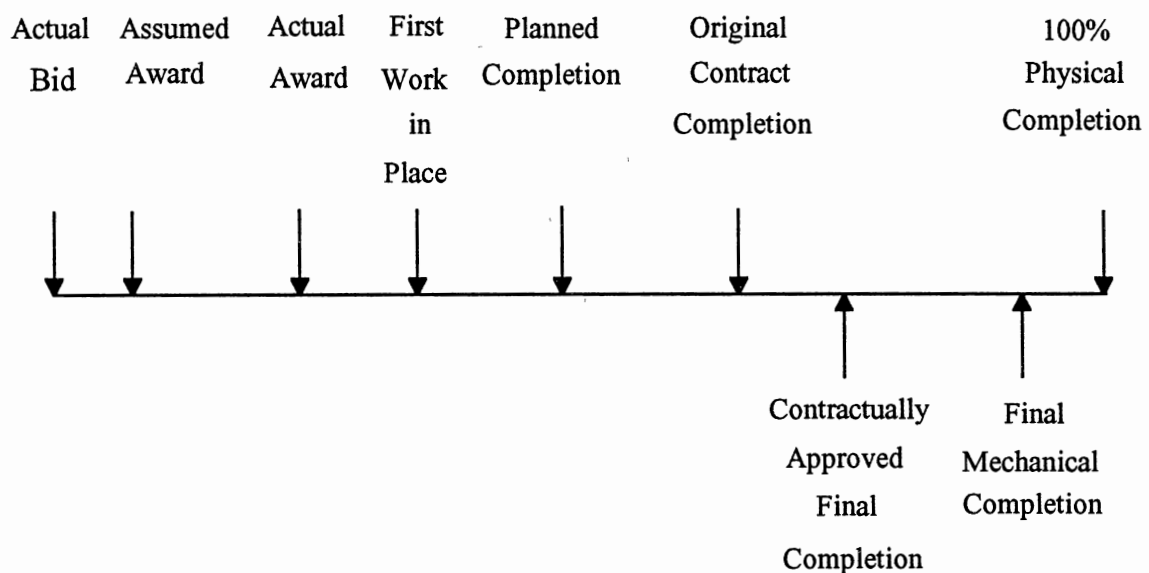 Actual
Bid
Assumed
Award
Actual
Award
First
Work
in
Place
Planned
Completion
Original
Contract
Completion
100%
Physical
Completion
Contractually
Approved
Final
Completion
Final
Mechanical
Completion